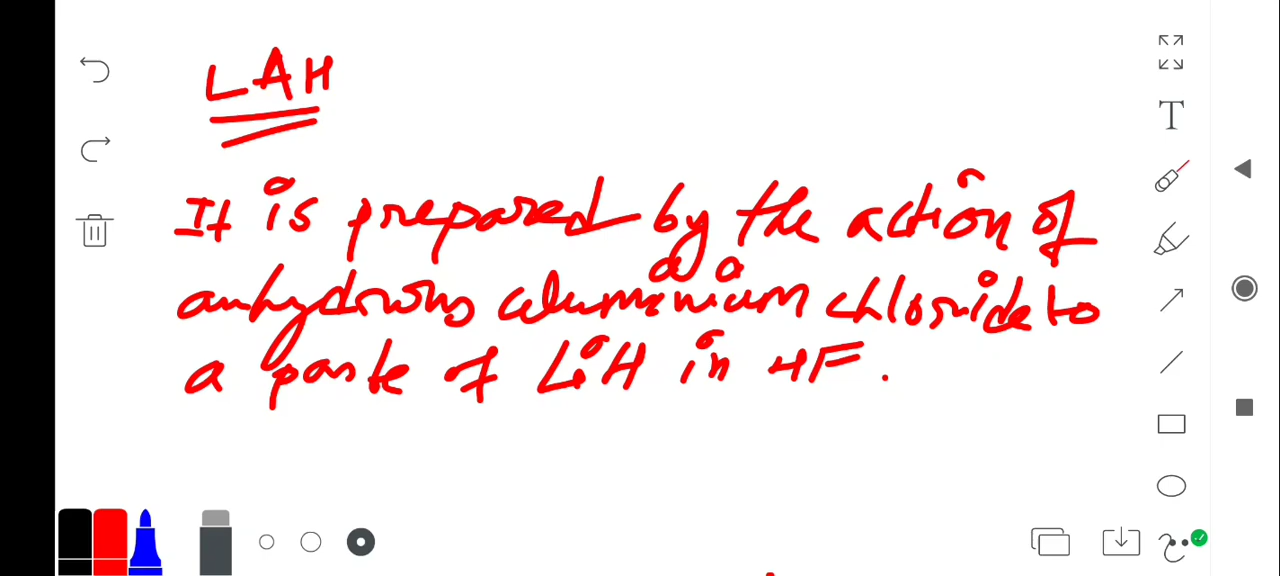 LAH
It is prepared by the action of
anhydrous aluminium chloride to
a paste of LiH in HF.
T